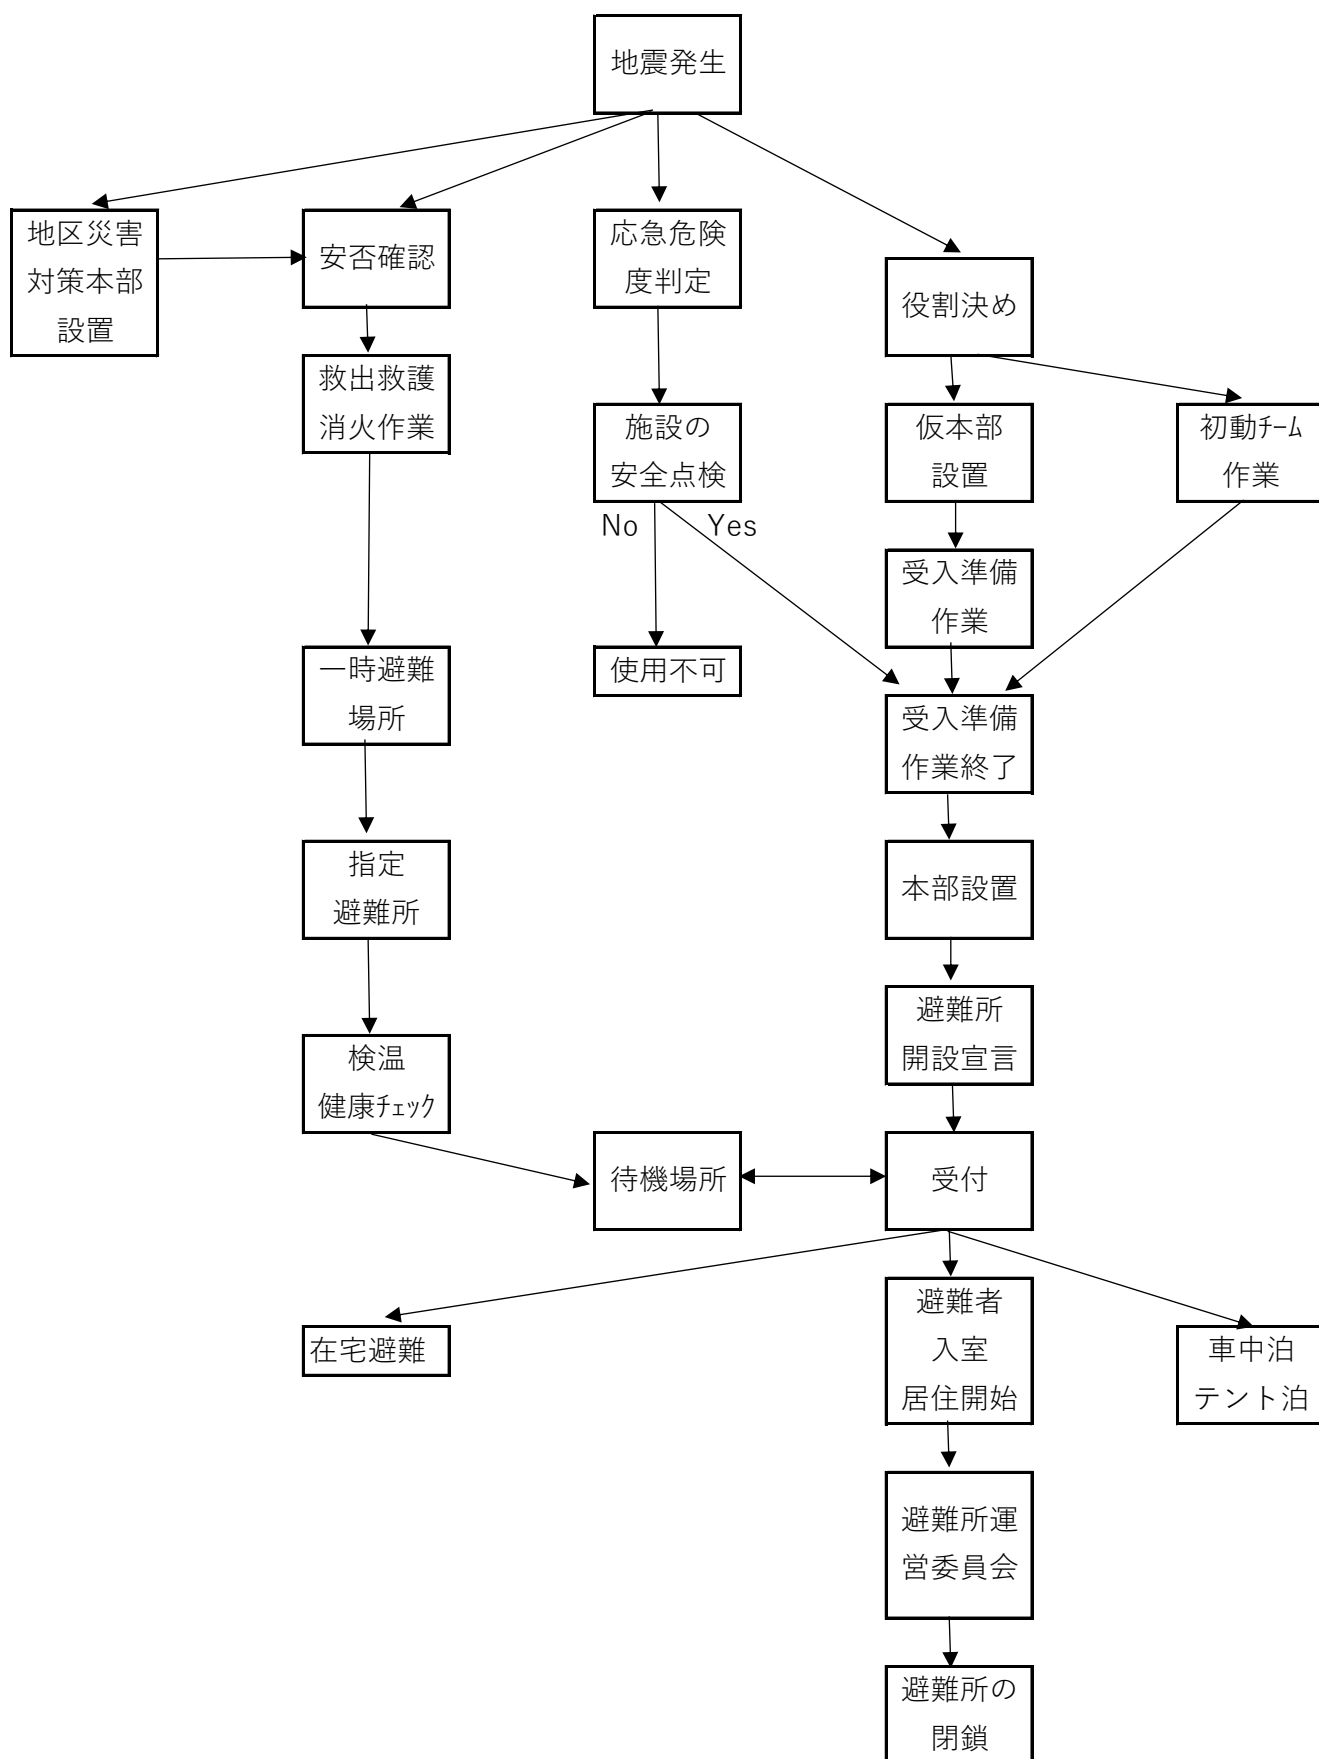 地震発生
地区災害
対策本部
設置
安否確認
応急危険
度判定
役割決め
救出救護
消火作業
施設の
安全点検
仮本部
設置
初動ﾁｰﾑ
作業
No
Yes
受入準備
作業
一時避難
場所
使用不可
受入準備
作業終了
指定
避難所
本部設置
避難所
開設宣言
検温
健康ﾁｪｯｸ
待機場所
受付
在宅避難
避難者
入室
居住開始
車中泊
テント泊
避難所運
営委員会
避難所の
閉鎖